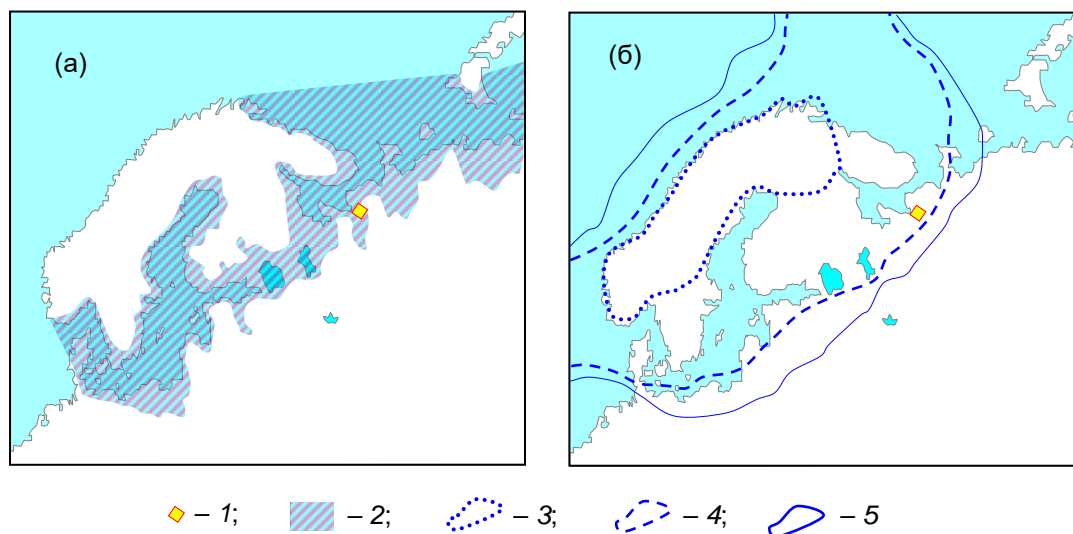 (а)
(б)
– 1;
– 2;
– 3;
– 4;
– 5